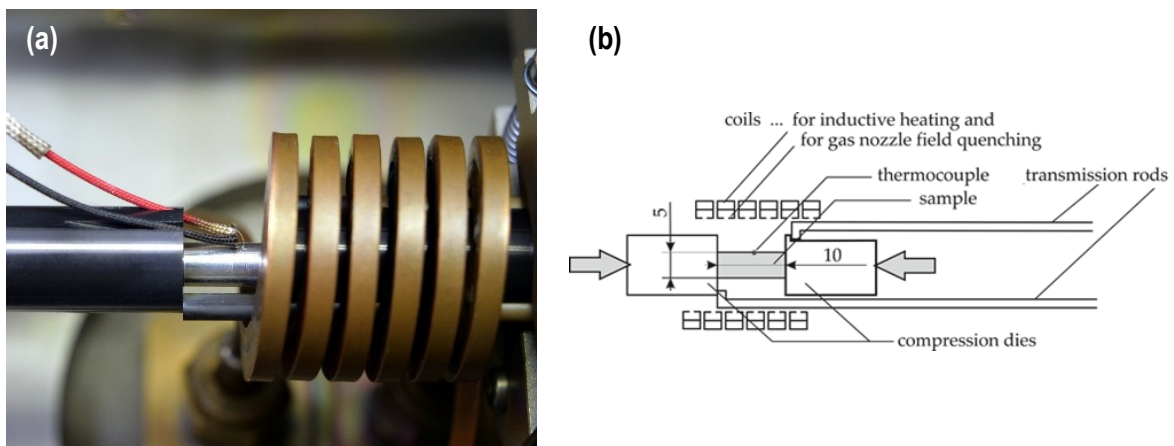 (a)
(b)
coils ... for inductive heating and
for gas nozzle field quenching
thermocouple
transmission rods
sample
5
10
compression dies